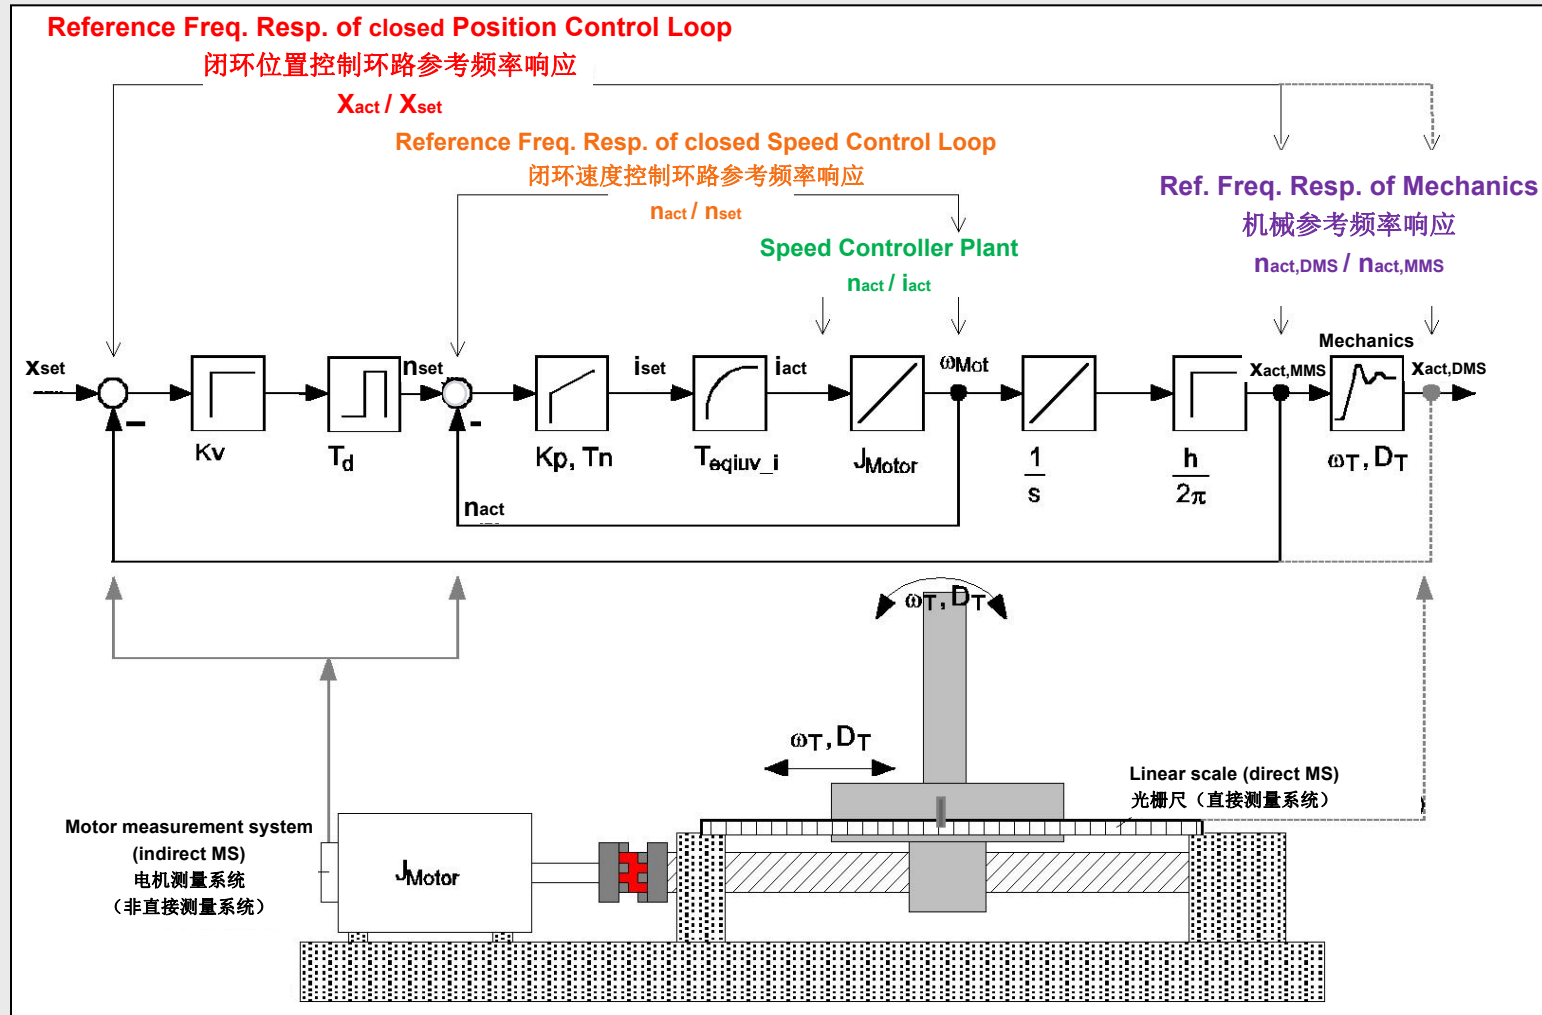 Reference Freq. Resp. of closed Position Control Loop
闭环位置控制环路参考频率响应
Xact / Xset
Reference Freq. Resp. of closed Speed Control Loop
闭环速度控制环路参考频率响应
nact / nset
Ref. Freq. Resp. of Mechanics
机械参考频率响应
nact,DMS / nact,MMS
Speed Controller Plant
nact / iact
xset
nset
iset
iact
ωMot
xact,MMS
Mechanics
xact,DMS
–
-
Kv
Td
Kp, Tn
Teqiuv_i
JMotor
1
s
h
2π
ωT, DT
nact
ωT, DT
ωT, DT
Linear scale (direct MS)
光栅尺（直接测量系统）
Motor measurement system
(indirect MS)
电机测量系统
（非直接测量系统）
JMotor